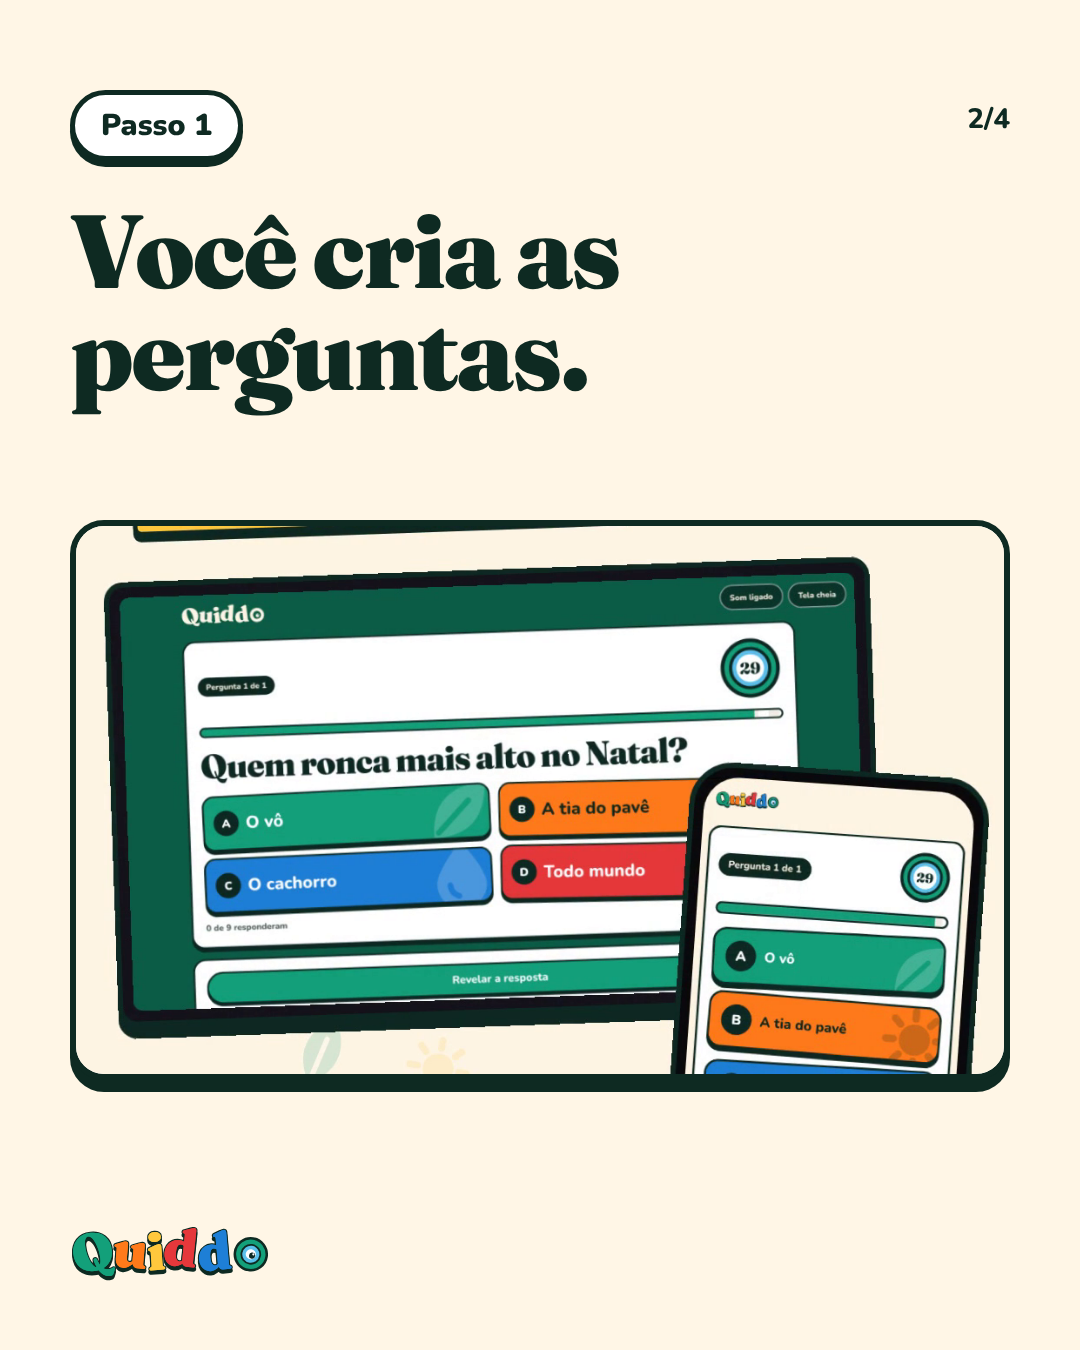 Passo 1
2/4
Você cria as
perguntas.
Quiddo
Som ligado
Tela cheia
Pergunta 1 de 1
29
Quem ronca mais alto no Natal?
A O vô
B A tia do pavê
C O cachorro
D Todo mundo
0 de 9 responderam
Revelar a resposta
Quiddo
Pergunta 1 de 1
29
A O vô
B A tia do pavê
Quiddo